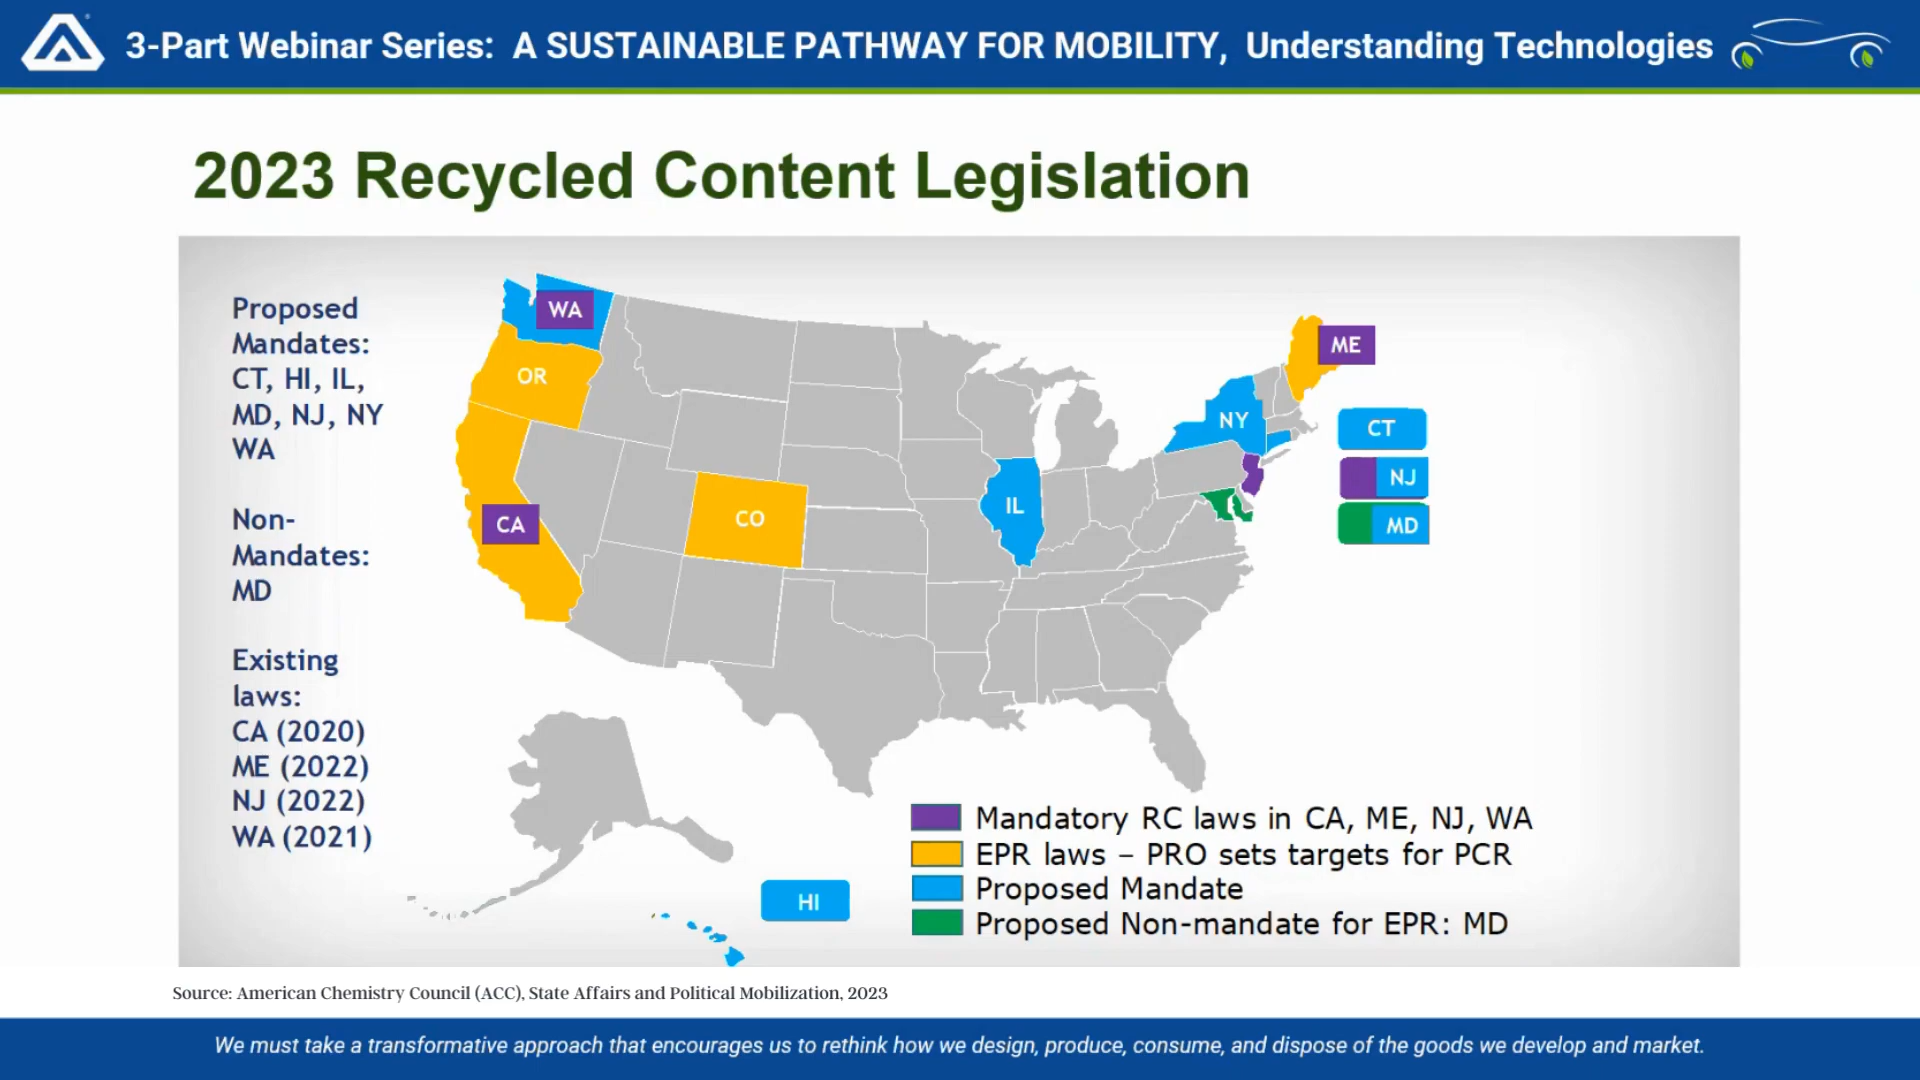 3-Part Webinar Series: A SUSTAINABLE PATHWAY FOR MOBILITY, Understanding Technologies
2023 Recycled Content Legislation
Proposed
Mandates:
CT, HI, IL,
MD, NJ, NY
WA
Non-
Mandates:
MD
Existing
laws:
CA (2020)
ME (2022)
NJ (2022)
WA (2021)
WA
OR
CA
CO
IL
NY
ME
CT
NJ
MD
HI
Mandatory RC laws in CA, ME, NJ, WA
EPR laws – PRO sets targets for PCR
Proposed Mandate
Proposed Non-mandate for EPR: MD
Source: American Chemistry Council (ACC), State Affairs and Political Mobilization, 2023
We must take a transformative approach that encourages us to rethink how we design, produce, consume, and dispose of the goods we develop and market.